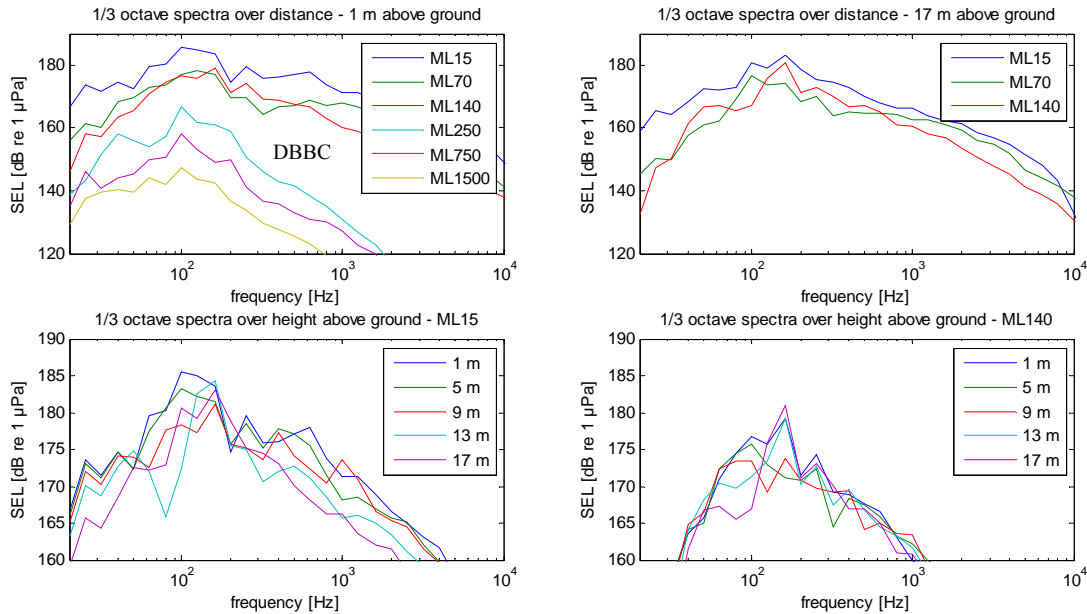 1/3 octave spectra over distance - 1 m above ground
SEL [dB re 1 µPa]
180
160
140
120
10^2
10^3
10^4
frequency [Hz]
DBBC
ML15
ML70
ML140
ML250
ML750
ML1500
1/3 octave spectra over distance - 17 m above ground
SEL [dB re 1 µPa]
180
160
140
120
10^2
10^3
10^4
frequency [Hz]
ML15
ML70
ML140
1/3 octave spectra over height above ground - ML15
SEL [dB re 1 µPa]
190
185
180
175
170
165
160
10^2
10^3
10^4
frequency [Hz]
1 m
5 m
9 m
13 m
17 m
1/3 octave spectra over height above ground - ML140
SEL [dB re 1 µPa]
190
185
180
175
170
165
160
10^2
10^3
10^4
frequency [Hz]
1 m
5 m
9 m
13 m
17 m